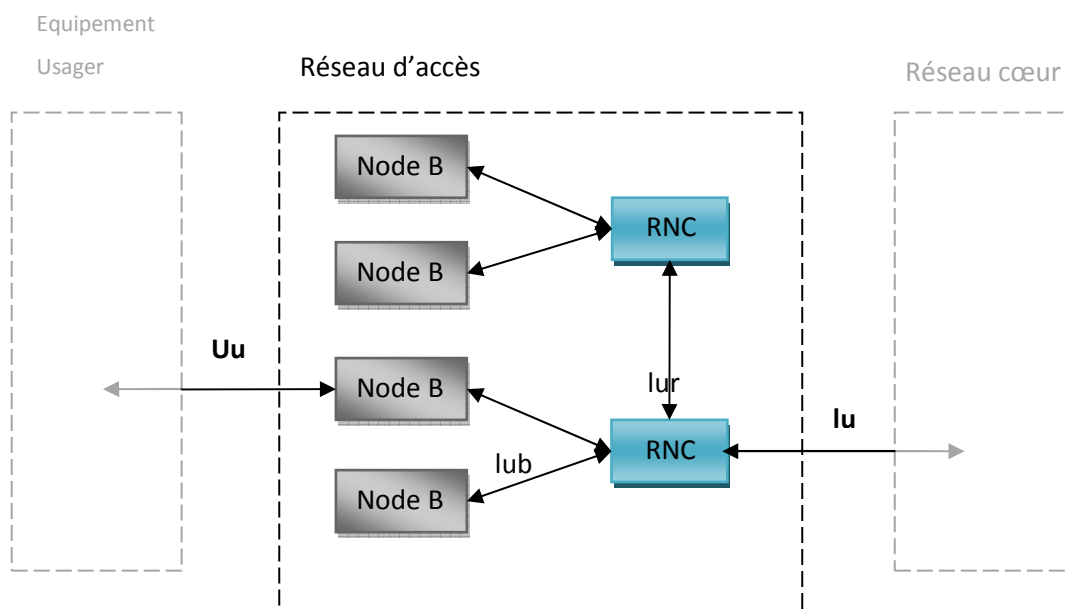 Equipement
Usager
Réseau d’accès
Réseau cœur
Node B
RNC
Node B
Uu
Node B
Iur
Iu
RNC
Iub
Node B